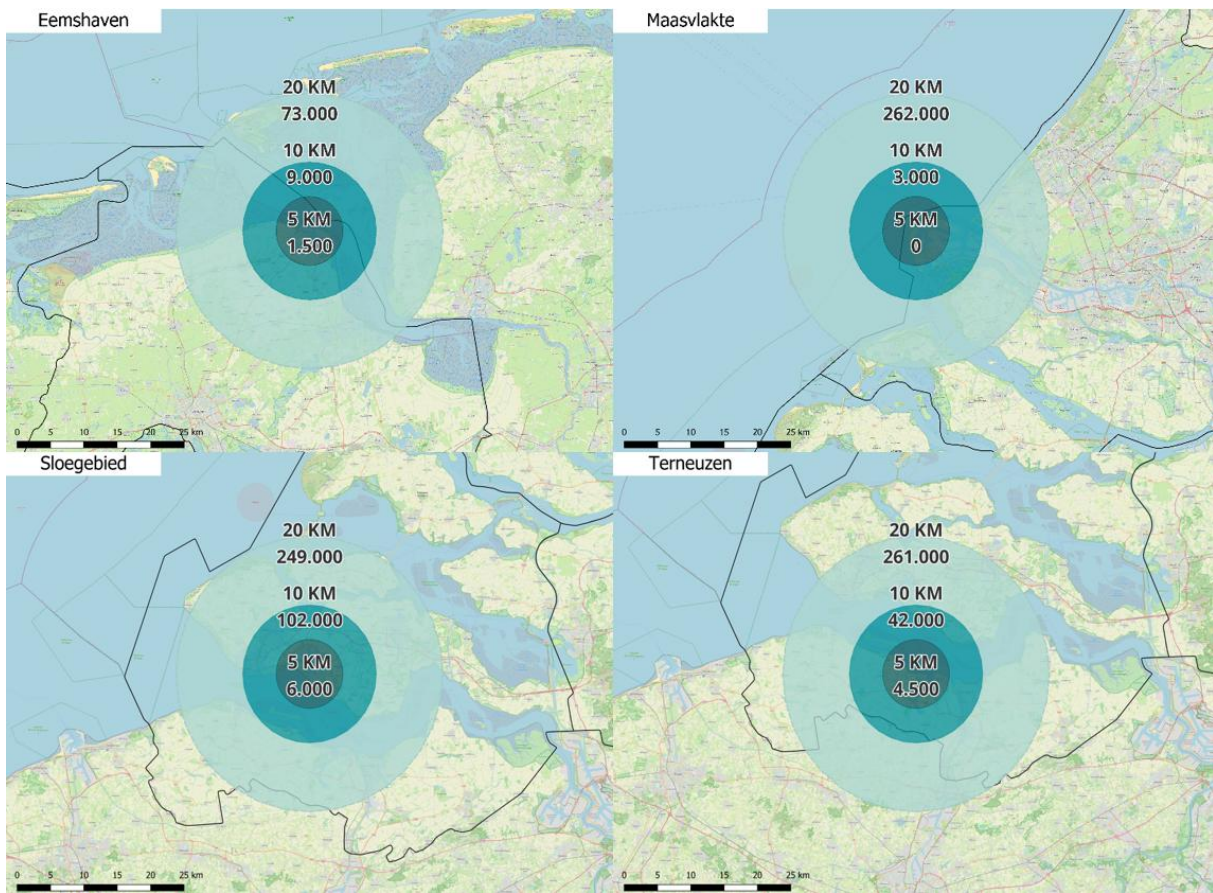 Eemshaven
20 KM
73.000
10 KM
9.000
5 KM
1.500
0 5 10 15 20 25 km
Maasvlakte
20 KM
262.000
10 KM
3.000
5 KM
0
0 5 10 15 20 25 km
Sloegebied
20 KM
249.000
10 KM
102.000
5 KM
6.000
0 5 10 15 20 25 km
Terneuzen
20 KM
261.000
10 KM
42.000
5 KM
4.500
0 5 10 15 20 25 km